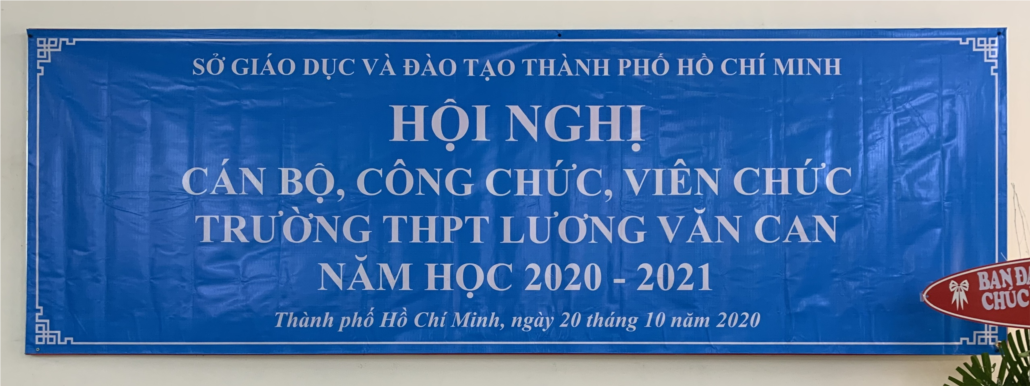 SỞ GIÁO DỤC VÀ ĐÀO TẠO THÀNH PHỐ HỒ CHÍ MINH
HỘI NGHỊ
CÁN BỘ, CÔNG CHỨC, VIÊN CHỨC
TRƯỜNG THPT LƯƠNG VĂN CAN
NĂM HỌC 2020 - 2021
Thành phố Hồ Chí Minh, ngày 20 tháng 10 năm 2020
BAN
CHÚC